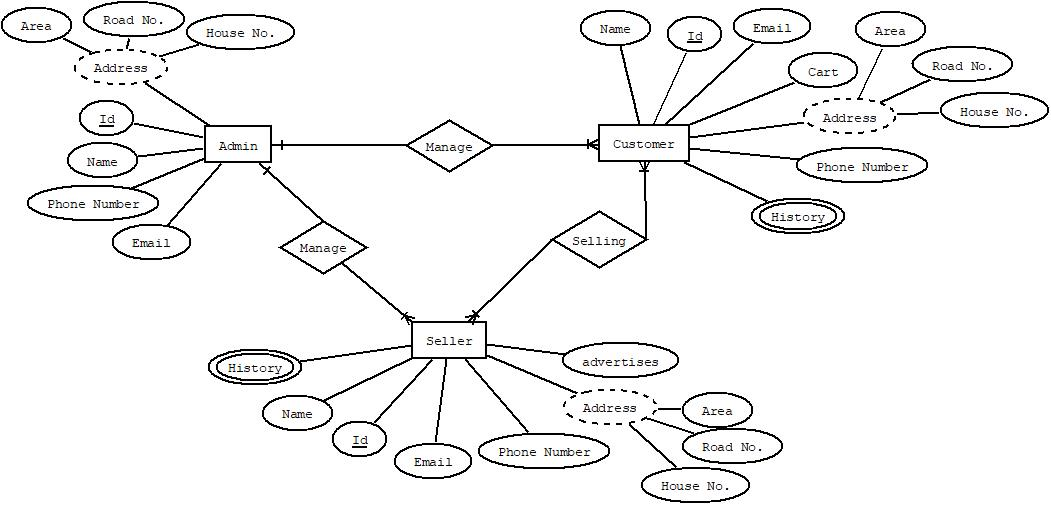 Area
Road No.
House No.
Address
Id
Name
Phone Number
Email
Admin
Manage
Name
Id
Email
Cart
Area
Road No.
House No.
Address
Phone Number
History
Customer
Manage
Selling
Seller
History
Name
Id
Email
Phone Number
advertises
Address
Area
Road No.
House No.